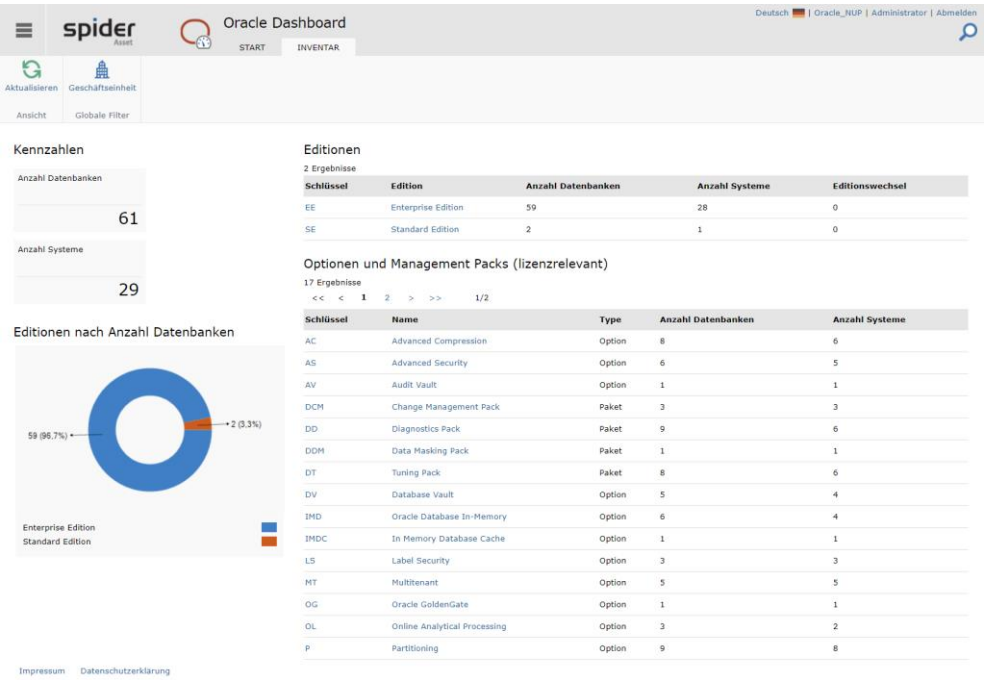 Deutsch | Oracle_NUP | Administrator | Abmelden
spider
Asset
Oracle Dashboard
START INVENTAR
Aktualisieren Geschäftseinheit
Ansicht Globale Filter
Kennzahlen
Anzahl Datenbanken
61
Anzahl Systeme
29
Editionen nach Anzahl Datenbanken
59 (96,7%)
2 (3,3%)
Enterprise Edition
Standard Edition
Editionen
2 Ergebnisse
Schlüssel Edition Anzahl Datenbanken Anzahl Systeme Editionswechsel
EE Enterprise Edition 59 28 0
SE Standard Edition 2 1 0
Optionen und Management Packs (lizenzrelevant)
17 Ergebnisse
<< < 1 2 > >> 1/2
Schlüssel Name Type Anzahl Datenbanken Anzahl Systeme
AC Advanced Compression Option 8 6
AS Advanced Security Option 6 5
AV Audit Vault Option 1 1
DCM Change Management Pack Paket 3 3
DD Diagnostics Pack Paket 9 6
DDM Data Masking Pack Paket 1 1
DT Tuning Pack Paket 8 6
DV Database Vault Option 5 4
IMD Oracle Database In-Memory Option 6 4
IMDC In Memory Database Cache Option 1 1
LS Label Security Option 3 3
MT Multitenant Option 5 5
OG Oracle GoldenGate Option 1 1
OL Online Analytical Processing Option 3 2
P Partitioning Option 9 8
Impressum Datenschutzerklärung